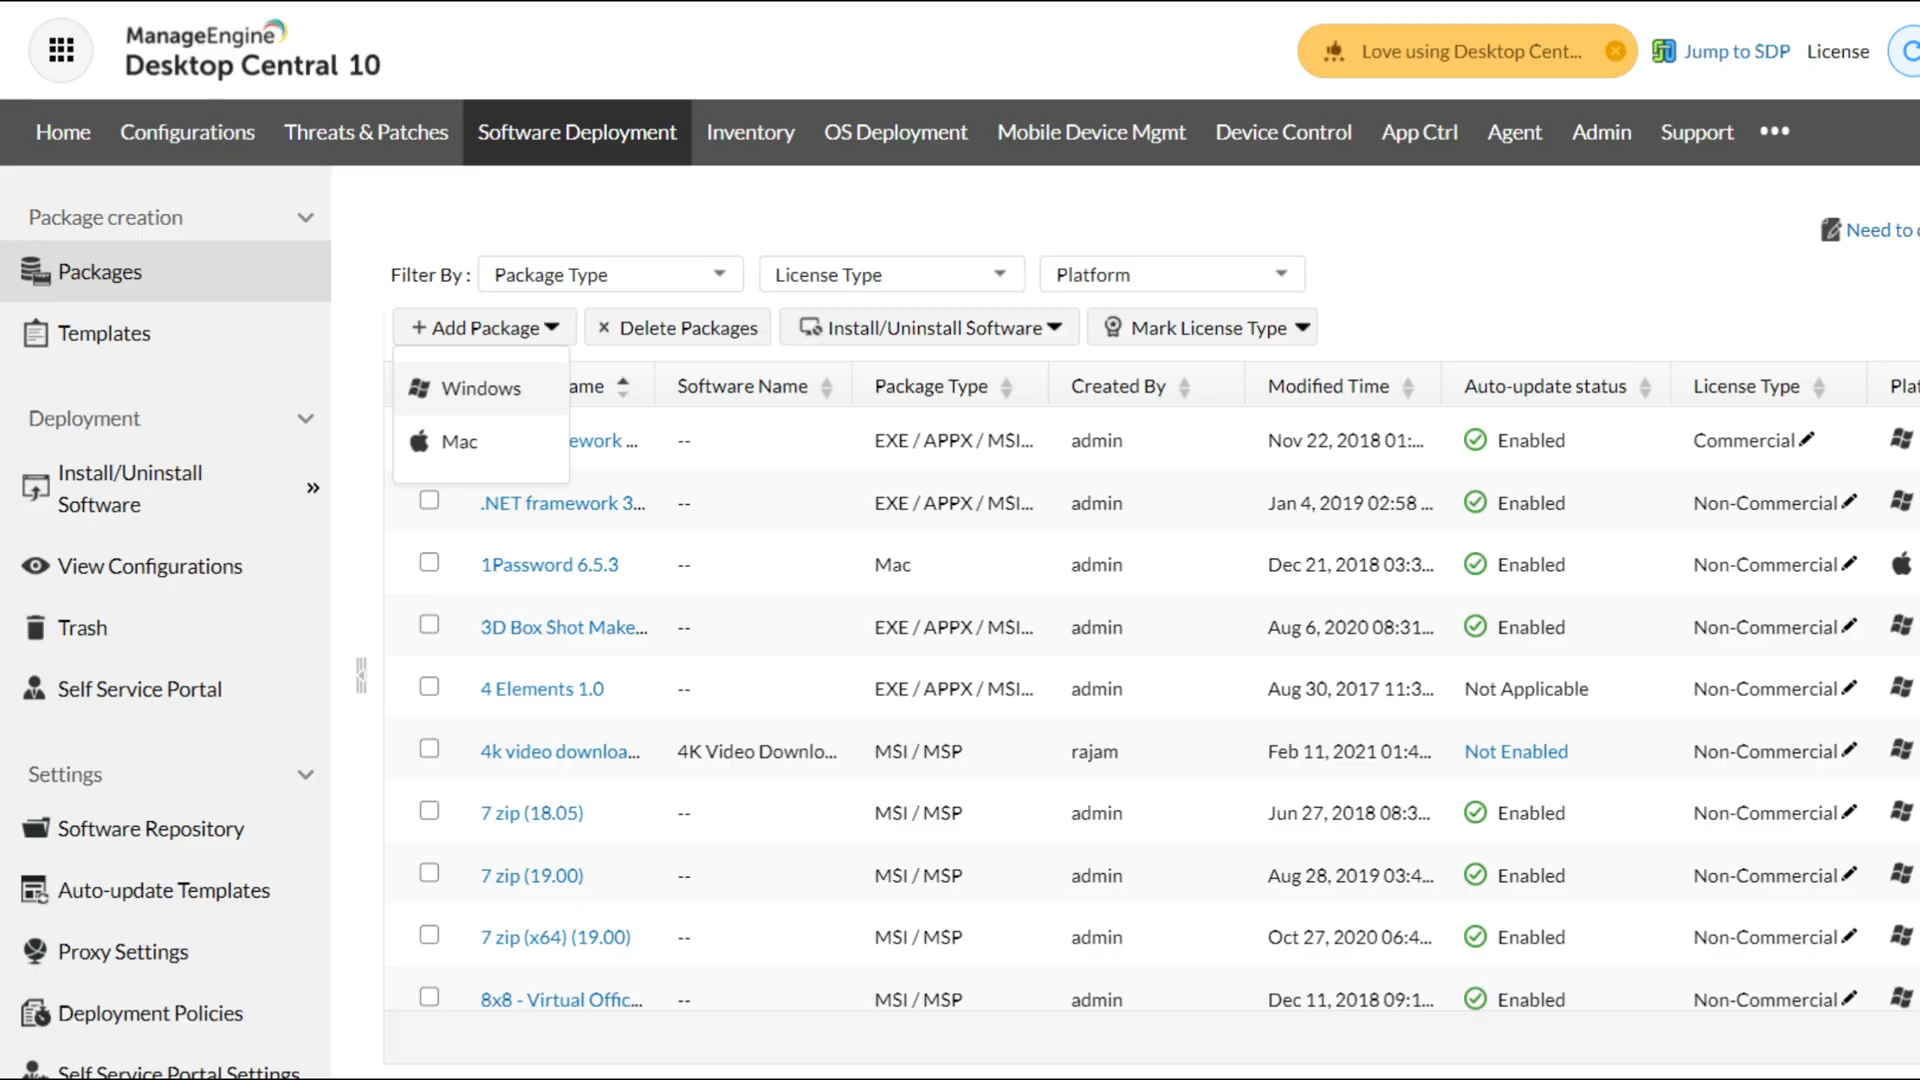 ManageEngine
Desktop Central 10
Love using Desktop Cent...
Jump to SDP
License
Home
Configurations
Threats & Patches
Software Deployment
Inventory
OS Deployment
Mobile Device Mgmt
Device Control
App Ctrl
Agent
Admin
Support
•••
Package creation
Packages
Templates
Deployment
Install/Uninstall
Software
»
View Configurations
Trash
Self Service Portal
Settings
Software Repository
Auto-update Templates
Proxy Settings
Deployment Policies
Self Service Portal Settings
Need to
Filter By :
Package Type
License Type
Platform
+ Add Package
× Delete Packages
Install/Uninstall Software
Mark License Type
Windows
Mac
ame Software Name Package Type Created By Modified Time Auto-update status License Type Plat
ework ... -- EXE / APPX / MSI... admin Nov 22, 2018 01:... Enabled Commercial
.NET framework 3... -- EXE / APPX / MSI... admin Jan 4, 2019 02:58 ... Enabled Non-Commercial
1Password 6.5.3 -- Mac admin Dec 21, 2018 03:3... Enabled Non-Commercial
3D Box Shot Make... -- EXE / APPX / MSI... admin Aug 6, 2020 08:31... Enabled Non-Commercial
4 Elements 1.0 -- EXE / APPX / MSI... admin Aug 30, 2017 11:3... Not Applicable Non-Commercial
4k video downloa... 4K Video Downlo... MSI / MSP rajam Feb 11, 2021 01:4... Not Enabled Non-Commercial
7 zip (18.05) -- MSI / MSP admin Jun 27, 2018 08:3... Enabled Non-Commercial
7 zip (19.00) -- MSI / MSP admin Aug 28, 2019 03:4... Enabled Non-Commercial
7 zip (x64) (19.00) -- MSI / MSP admin Oct 27, 2020 06:4... Enabled Non-Commercial
8x8 - Virtual Offic... -- MSI / MSP admin Dec 11, 2018 09:1... Enabled Non-Commercial